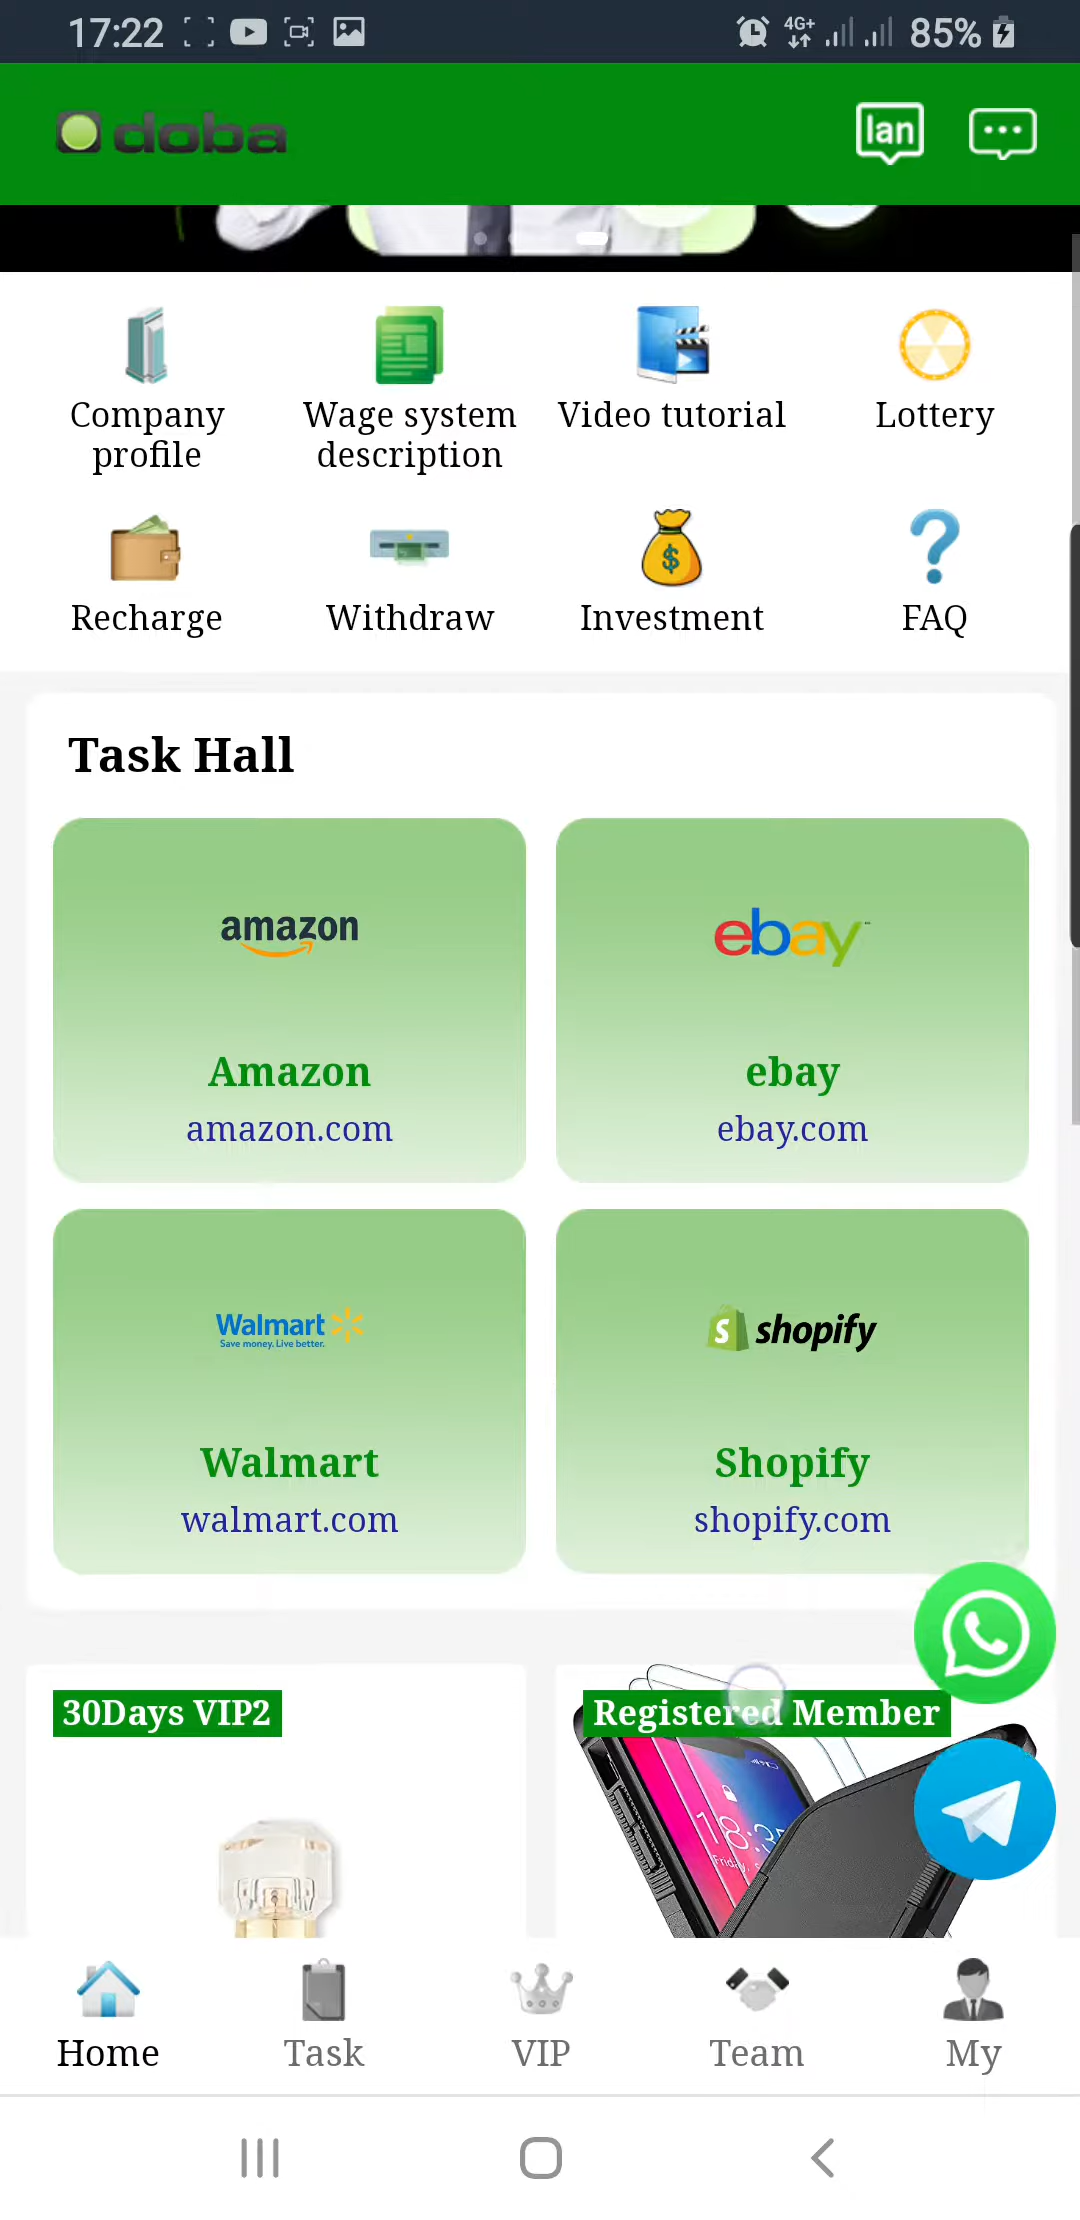 17:22 4G+ 85%
doba
lan
Company profile
Wage system description
Video tutorial
Lottery
Recharge
Withdraw
Investment
FAQ
Task Hall
amazon
ebay
Amazon
ebay
amazon.com
ebay.com
Walmart
Save money. Live better.
shopify
Walmart
Shopify
walmart.com
shopify.com
30Days VIP2
Registered Member
Home
Task
VIP
Team
My